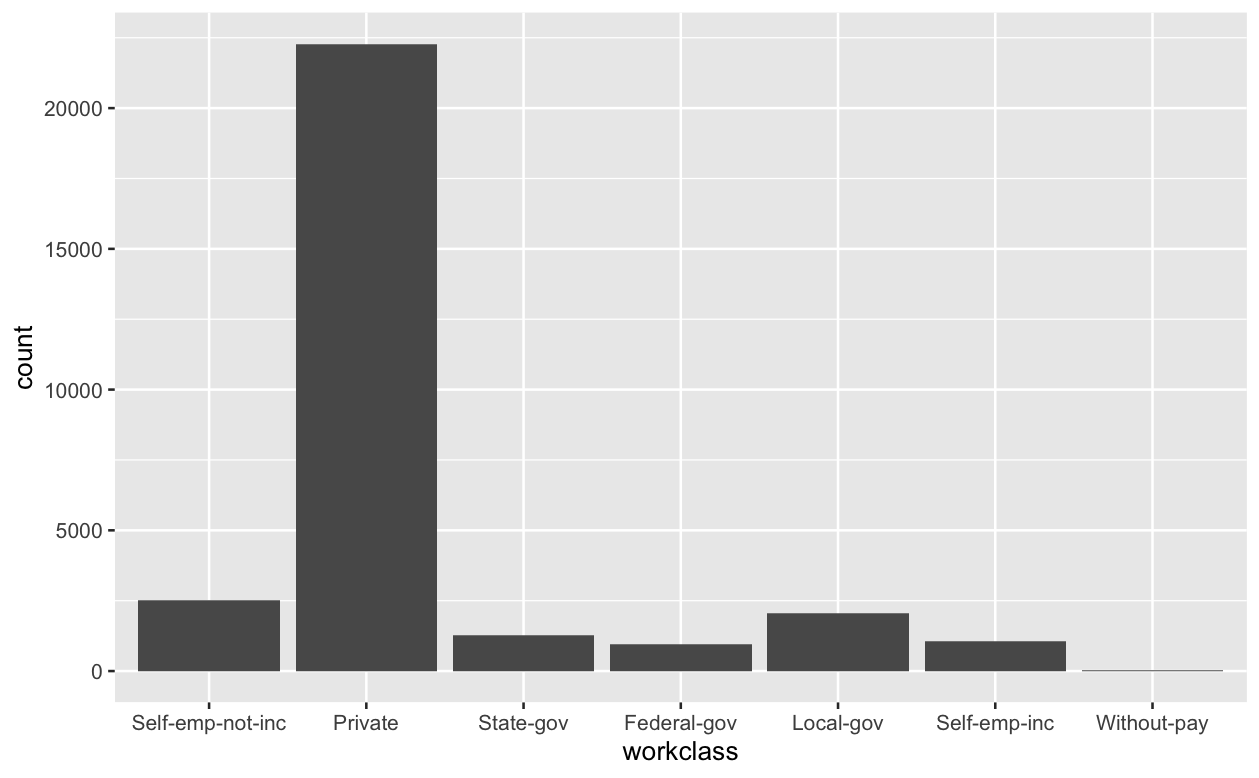 20000
15000
10000
5000
0
count
Self-emp-not-inc Private State-gov Federal-gov Local-gov Self-emp-inc Without-pay
workclass